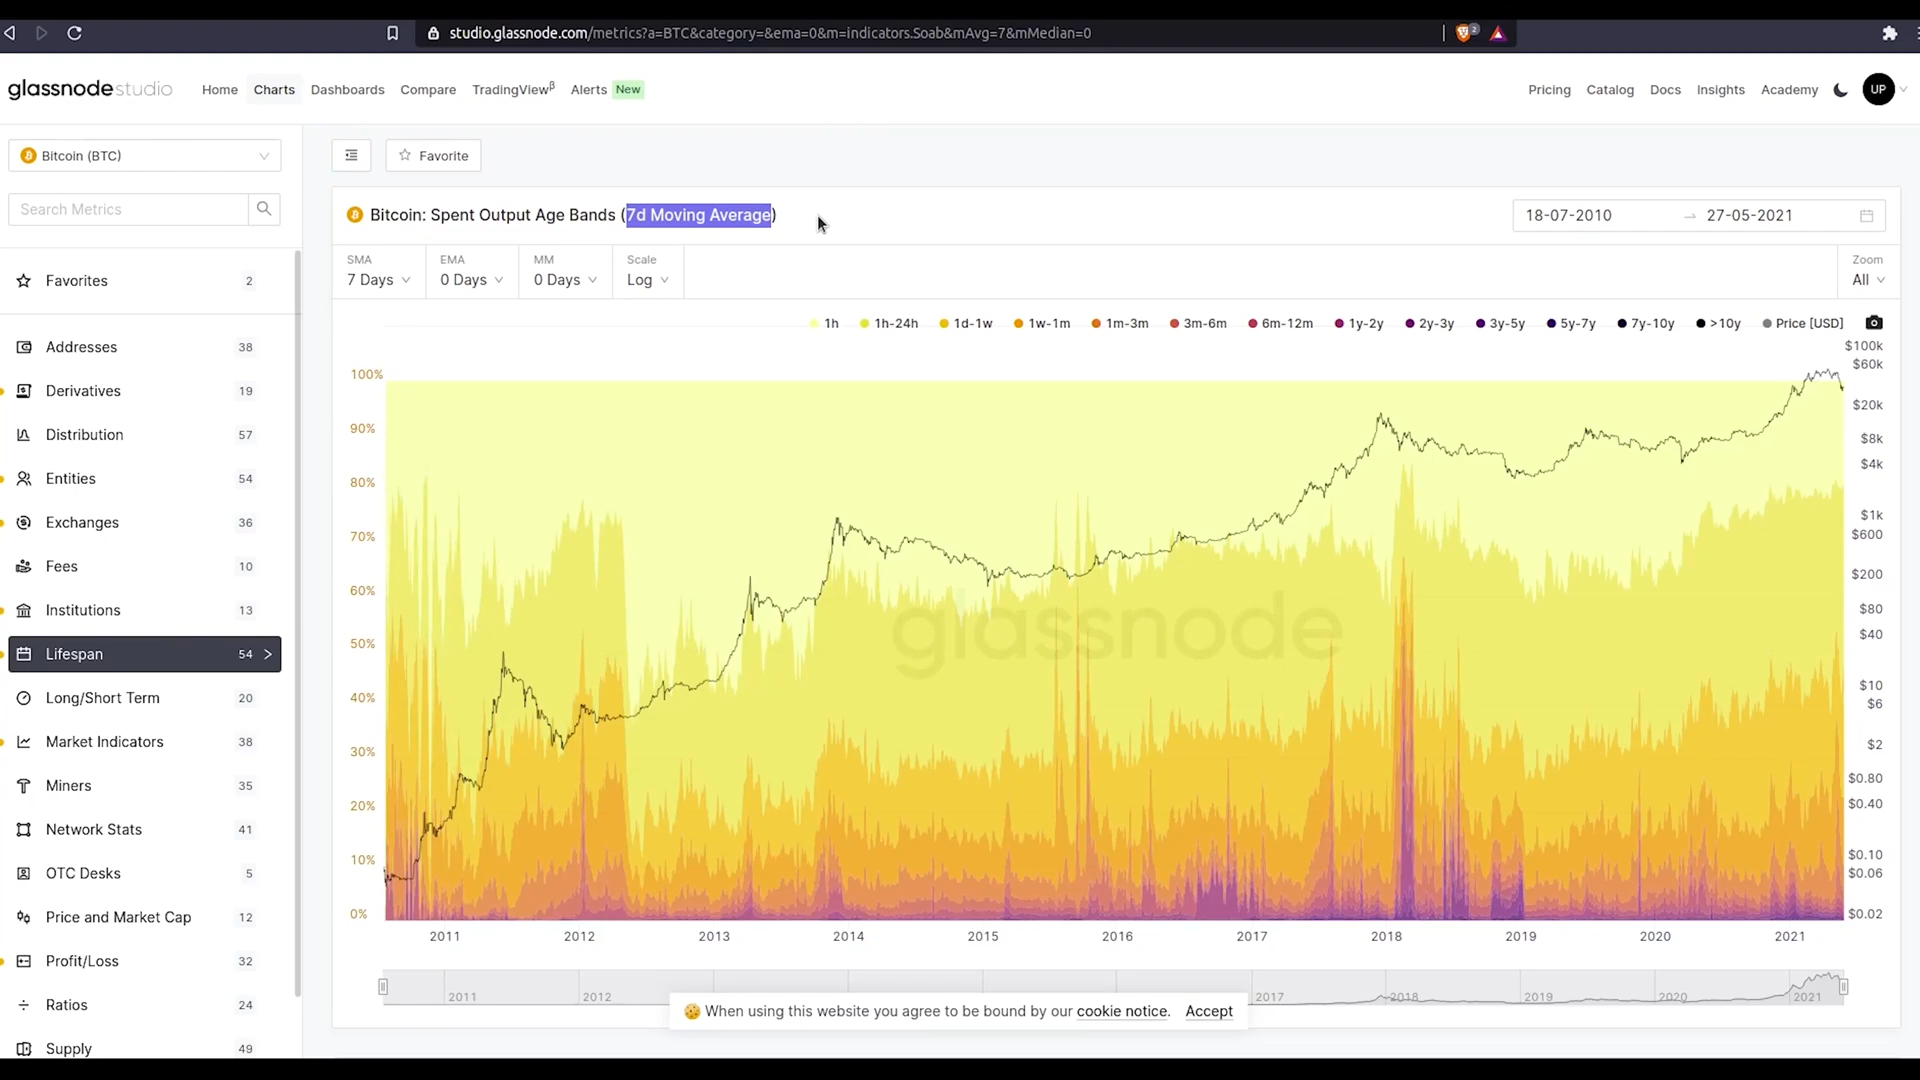 studio.glassnode.com/metrics?a=BTC&category=&ema=0&m=indicators.Soab&mAvg=7&mMedian=0
2
glassnodestudio
Home
Charts
Dashboards
Compare
TradingViewβ
Alerts New
Pricing
Catalog
Docs
Insights
Academy
UP
Bitcoin (BTC)
Search Metrics
Favorites 2
Addresses 38
Derivatives 19
Distribution 57
Entities 54
Exchanges 36
Fees 10
Institutions 13
Lifespan 54
Long/Short Term 20
Market Indicators 38
Miners 35
Network Stats 41
OTC Desks 5
Price and Market Cap 12
Profit/Loss 32
Ratios 24
Supply 49
Favorite
Bitcoin: Spent Output Age Bands (7d Moving Average)
18-07-2010 → 27-05-2021
SMA
7 Days
EMA
0 Days
MM
0 Days
Scale
Log
Zoom
All
1h 1h-24h 1d-1w 1w-1m 1m-3m 3m-6m 6m-12m 1y-2y 2y-3y 3y-5y 5y-7y 7y-10y >10y Price [USD]
100%
90%
80%
70%
60%
50%
40%
30%
20%
10%
0%
glassnode
$100k
$60k
$20k
$8k
$4k
$1k
$600
$200
$80
$40
$10
$6
$2
$0.80
$0.40
$0.10
$0.06
$0.02
2011 2012 2013 2014 2015 2016 2017 2018 2019 2020 2021
2011 2012 2017 2018 2019 2020 2021
When using this website you agree to be bound by our cookie notice. Accept